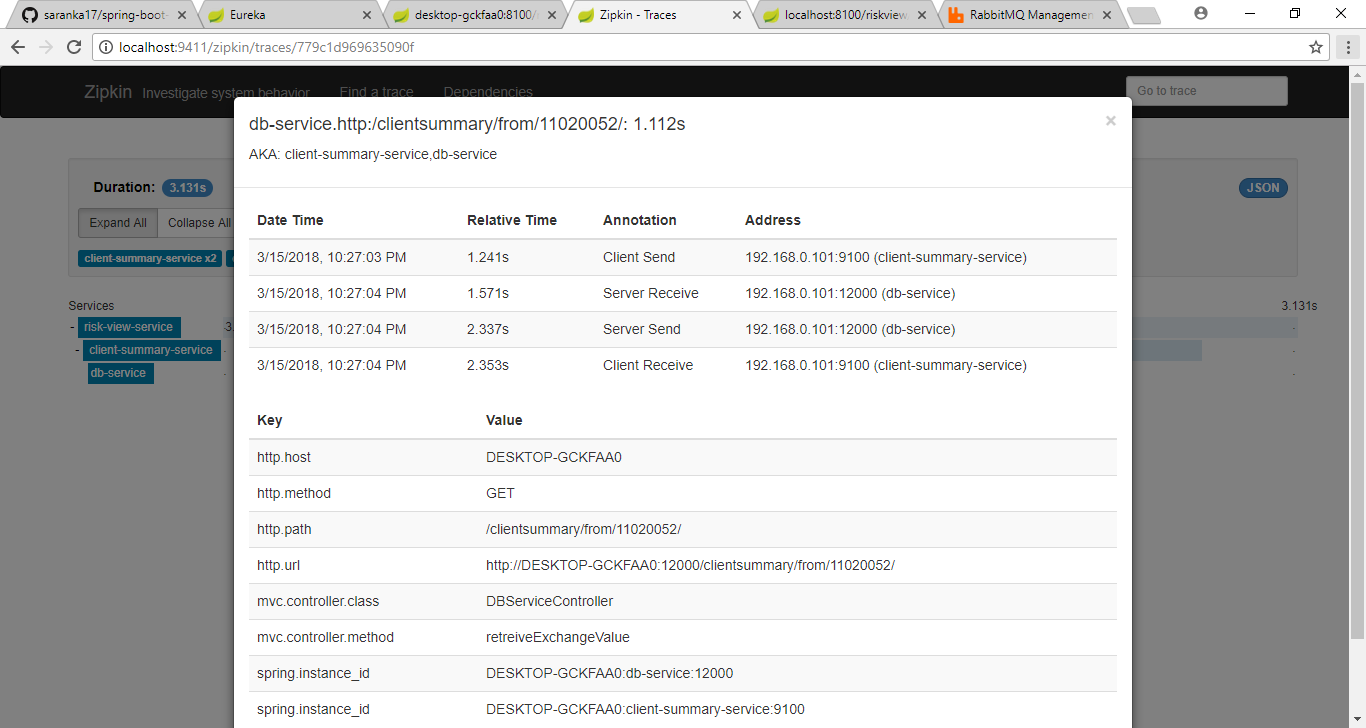 saranka17/spring-boot-
Eureka
desktop-gckfaa0:8100/
Zipkin - Traces
localhost:8100/riskview
RabbitMQ Management
localhost:9411/zipkin/traces/779c1d969635090f
Zipkin Investigate system behavior Find a trace Dependencies Go to trace
db-service.http:/clientsummary/from/11020052/: 1.112s ×
AKA: client-summary-service,db-service
Duration: 3.131s JSON
Expand All Collapse All
client-summary-service x2
Services 3.131s
- risk-view-service 3.
- client-summary-service
db-service
Date Time Relative Time Annotation Address
3/15/2018, 10:27:03 PM 1.241s Client Send 192.168.0.101:9100 (client-summary-service)
3/15/2018, 10:27:04 PM 1.571s Server Receive 192.168.0.101:12000 (db-service)
3/15/2018, 10:27:04 PM 2.337s Server Send 192.168.0.101:12000 (db-service)
3/15/2018, 10:27:04 PM 2.353s Client Receive 192.168.0.101:9100 (client-summary-service)
Key Value
http.host DESKTOP-GCKFAA0
http.method GET
http.path /clientsummary/from/11020052/
http.url http://DESKTOP-GCKFAA0:12000/clientsummary/from/11020052/
mvc.controller.class DBServiceController
mvc.controller.method retreiveExchangeValue
spring.instance_id DESKTOP-GCKFAA0:db-service:12000
spring.instance_id DESKTOP-GCKFAA0:client-summary-service:9100